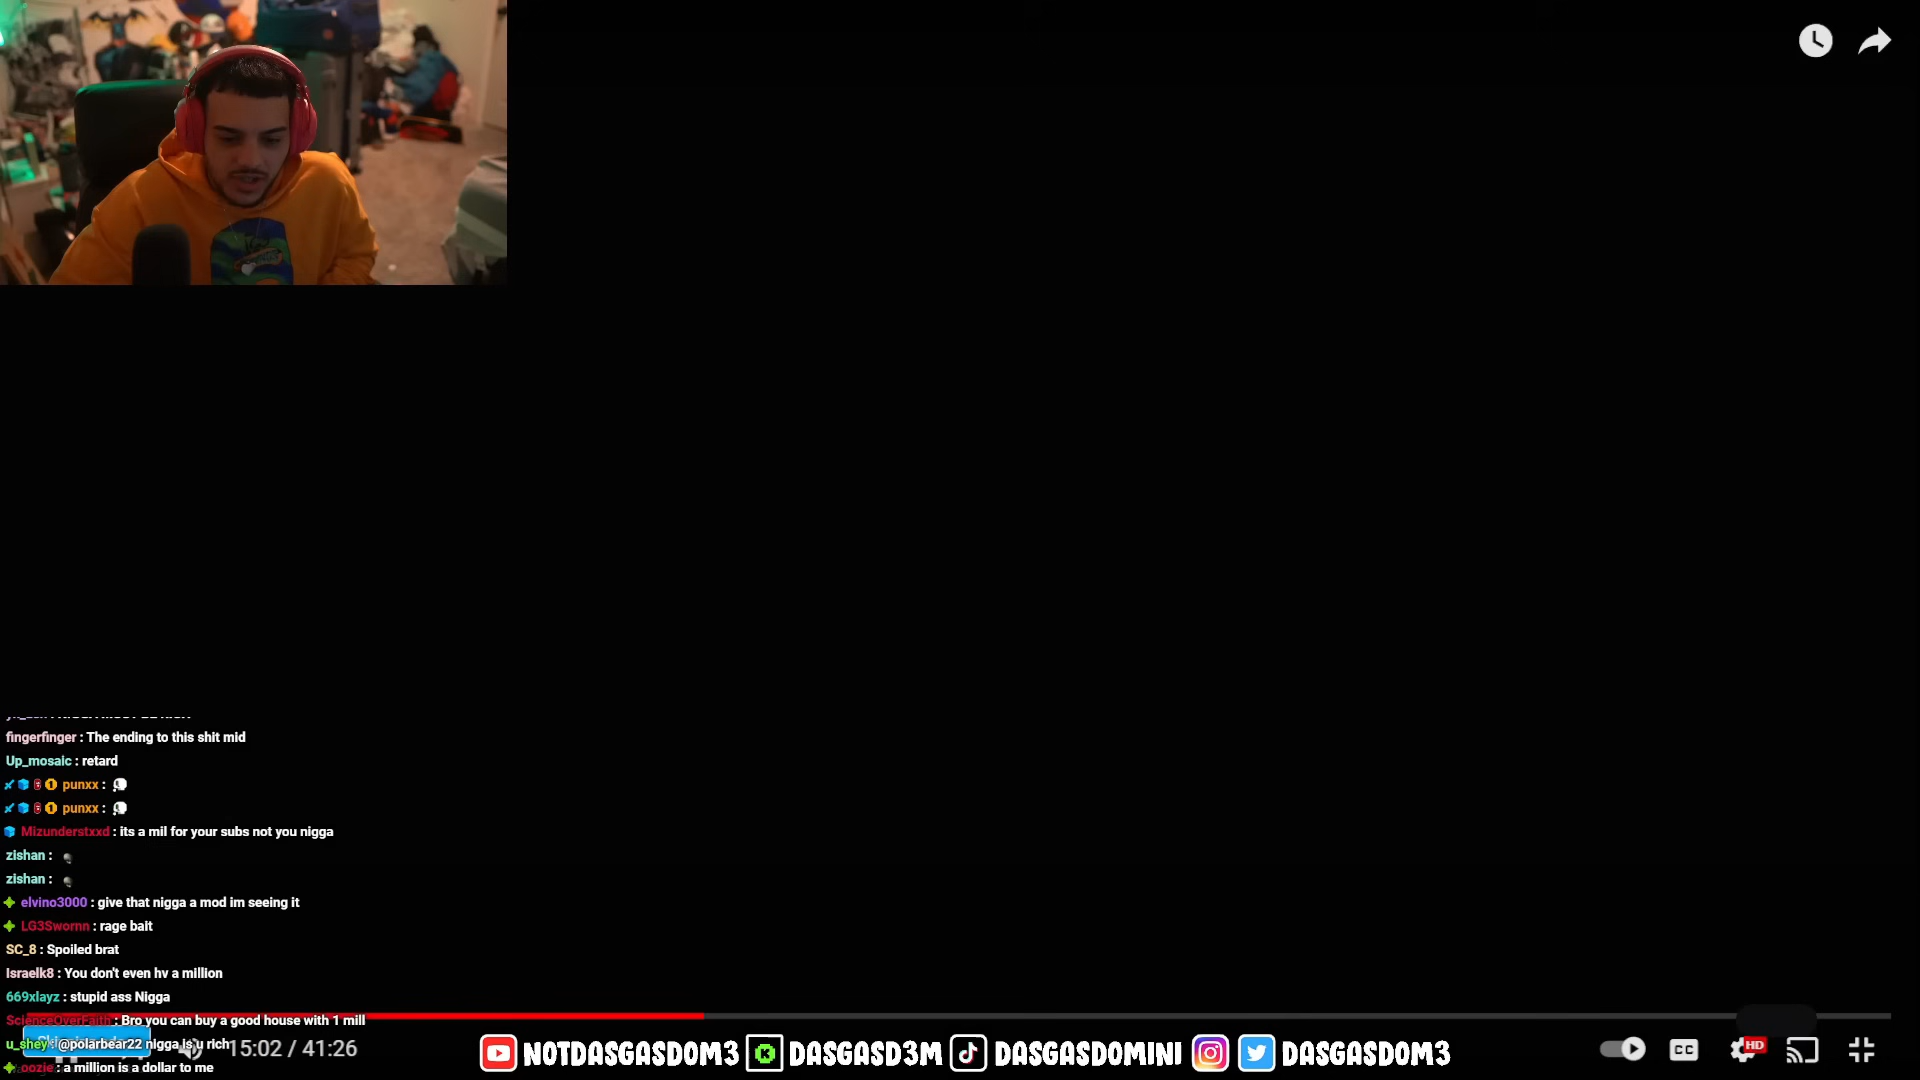 fingerfinger : The ending to this shit mid
Up_mosaic : retard
punxx :
punxx :
Mizunderstxxd : its a mil for your subs not you nigga
zishan :
zishan :
elvino3000 : give that nigga a mod im seeing it
LG3Swornn : rage bait
SC_8 : Spoiled brat
Israelk8 : You don't even hv a million
669xlayz : stupid ass Nigga
ScienceOverFaith : Bro you can buy a good house with 1 mill
u_shey : @polarbear22 nigga is u rich
15:02 / 41:26
oozie : a million is a dollar to me
NOTDASGASDOM3 DASGASD3M DASGASDOMINI DASGASDOM3
CC
HD